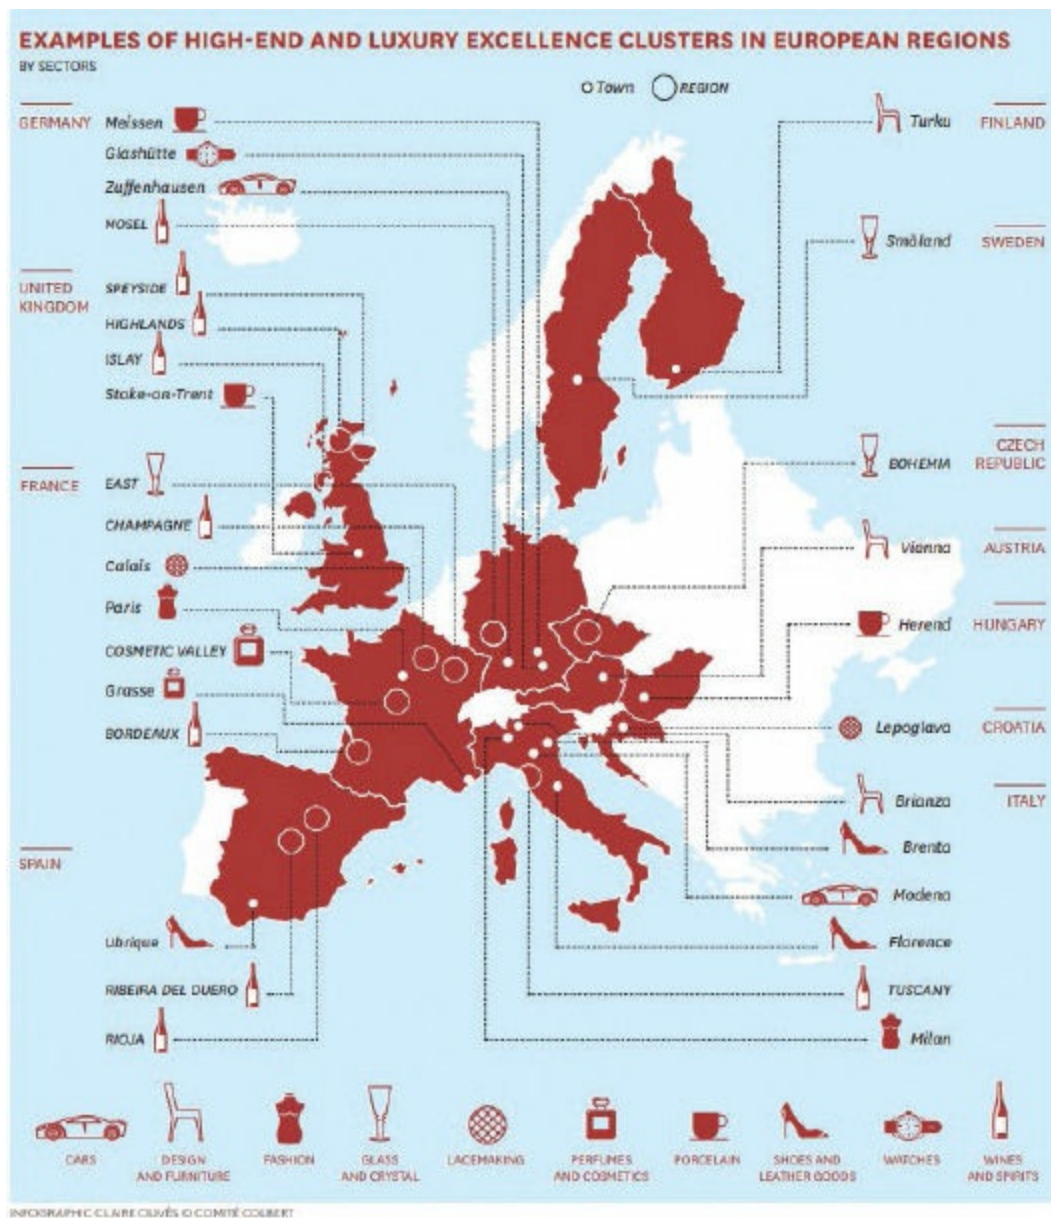 EXAMPLES OF HIGH-END AND LUXURY EXCELLENCE CLUSTERS IN EUROPEAN REGIONS
BY SECTORS
Town
REGION
GERMANY
Meissen
Glashütte
Zuffenhausen
MOSEL
UNITED
KINGDOM
SPEYSIDE
HIGHLANDS
ISLAY
Stoke-on-Trent
FRANCE
EAST
CHAMPAGNE
Calais
Paris
COSMETIC VALLEY
Grasse
BORDEAUX
SPAIN
Ubrique
RIBEIRA DEL DUERO
RIOJA
Turku
FINLAND
Småland
SWEDEN
BOHEMIA
CZECH
REPUBLIC
Vianna
AUSTRIA
Herend
HUNGARY
Lepoglava
CROATIA
Brianza
ITALY
Brenta
Modena
Florence
TUSCANY
Milan
CARS
DESIGN
AND FURNITURE
FASHION
GLASS
AND CRYSTAL
LACEMAKING
PERFUMES
AND COSMETICS
PORCELAIN
SHOES AND
LEATHER GOODS
WATCHES
WINES
AND SPIRITS
INFOGRAPHIC CLAIRE © COMITÉ COLBERT